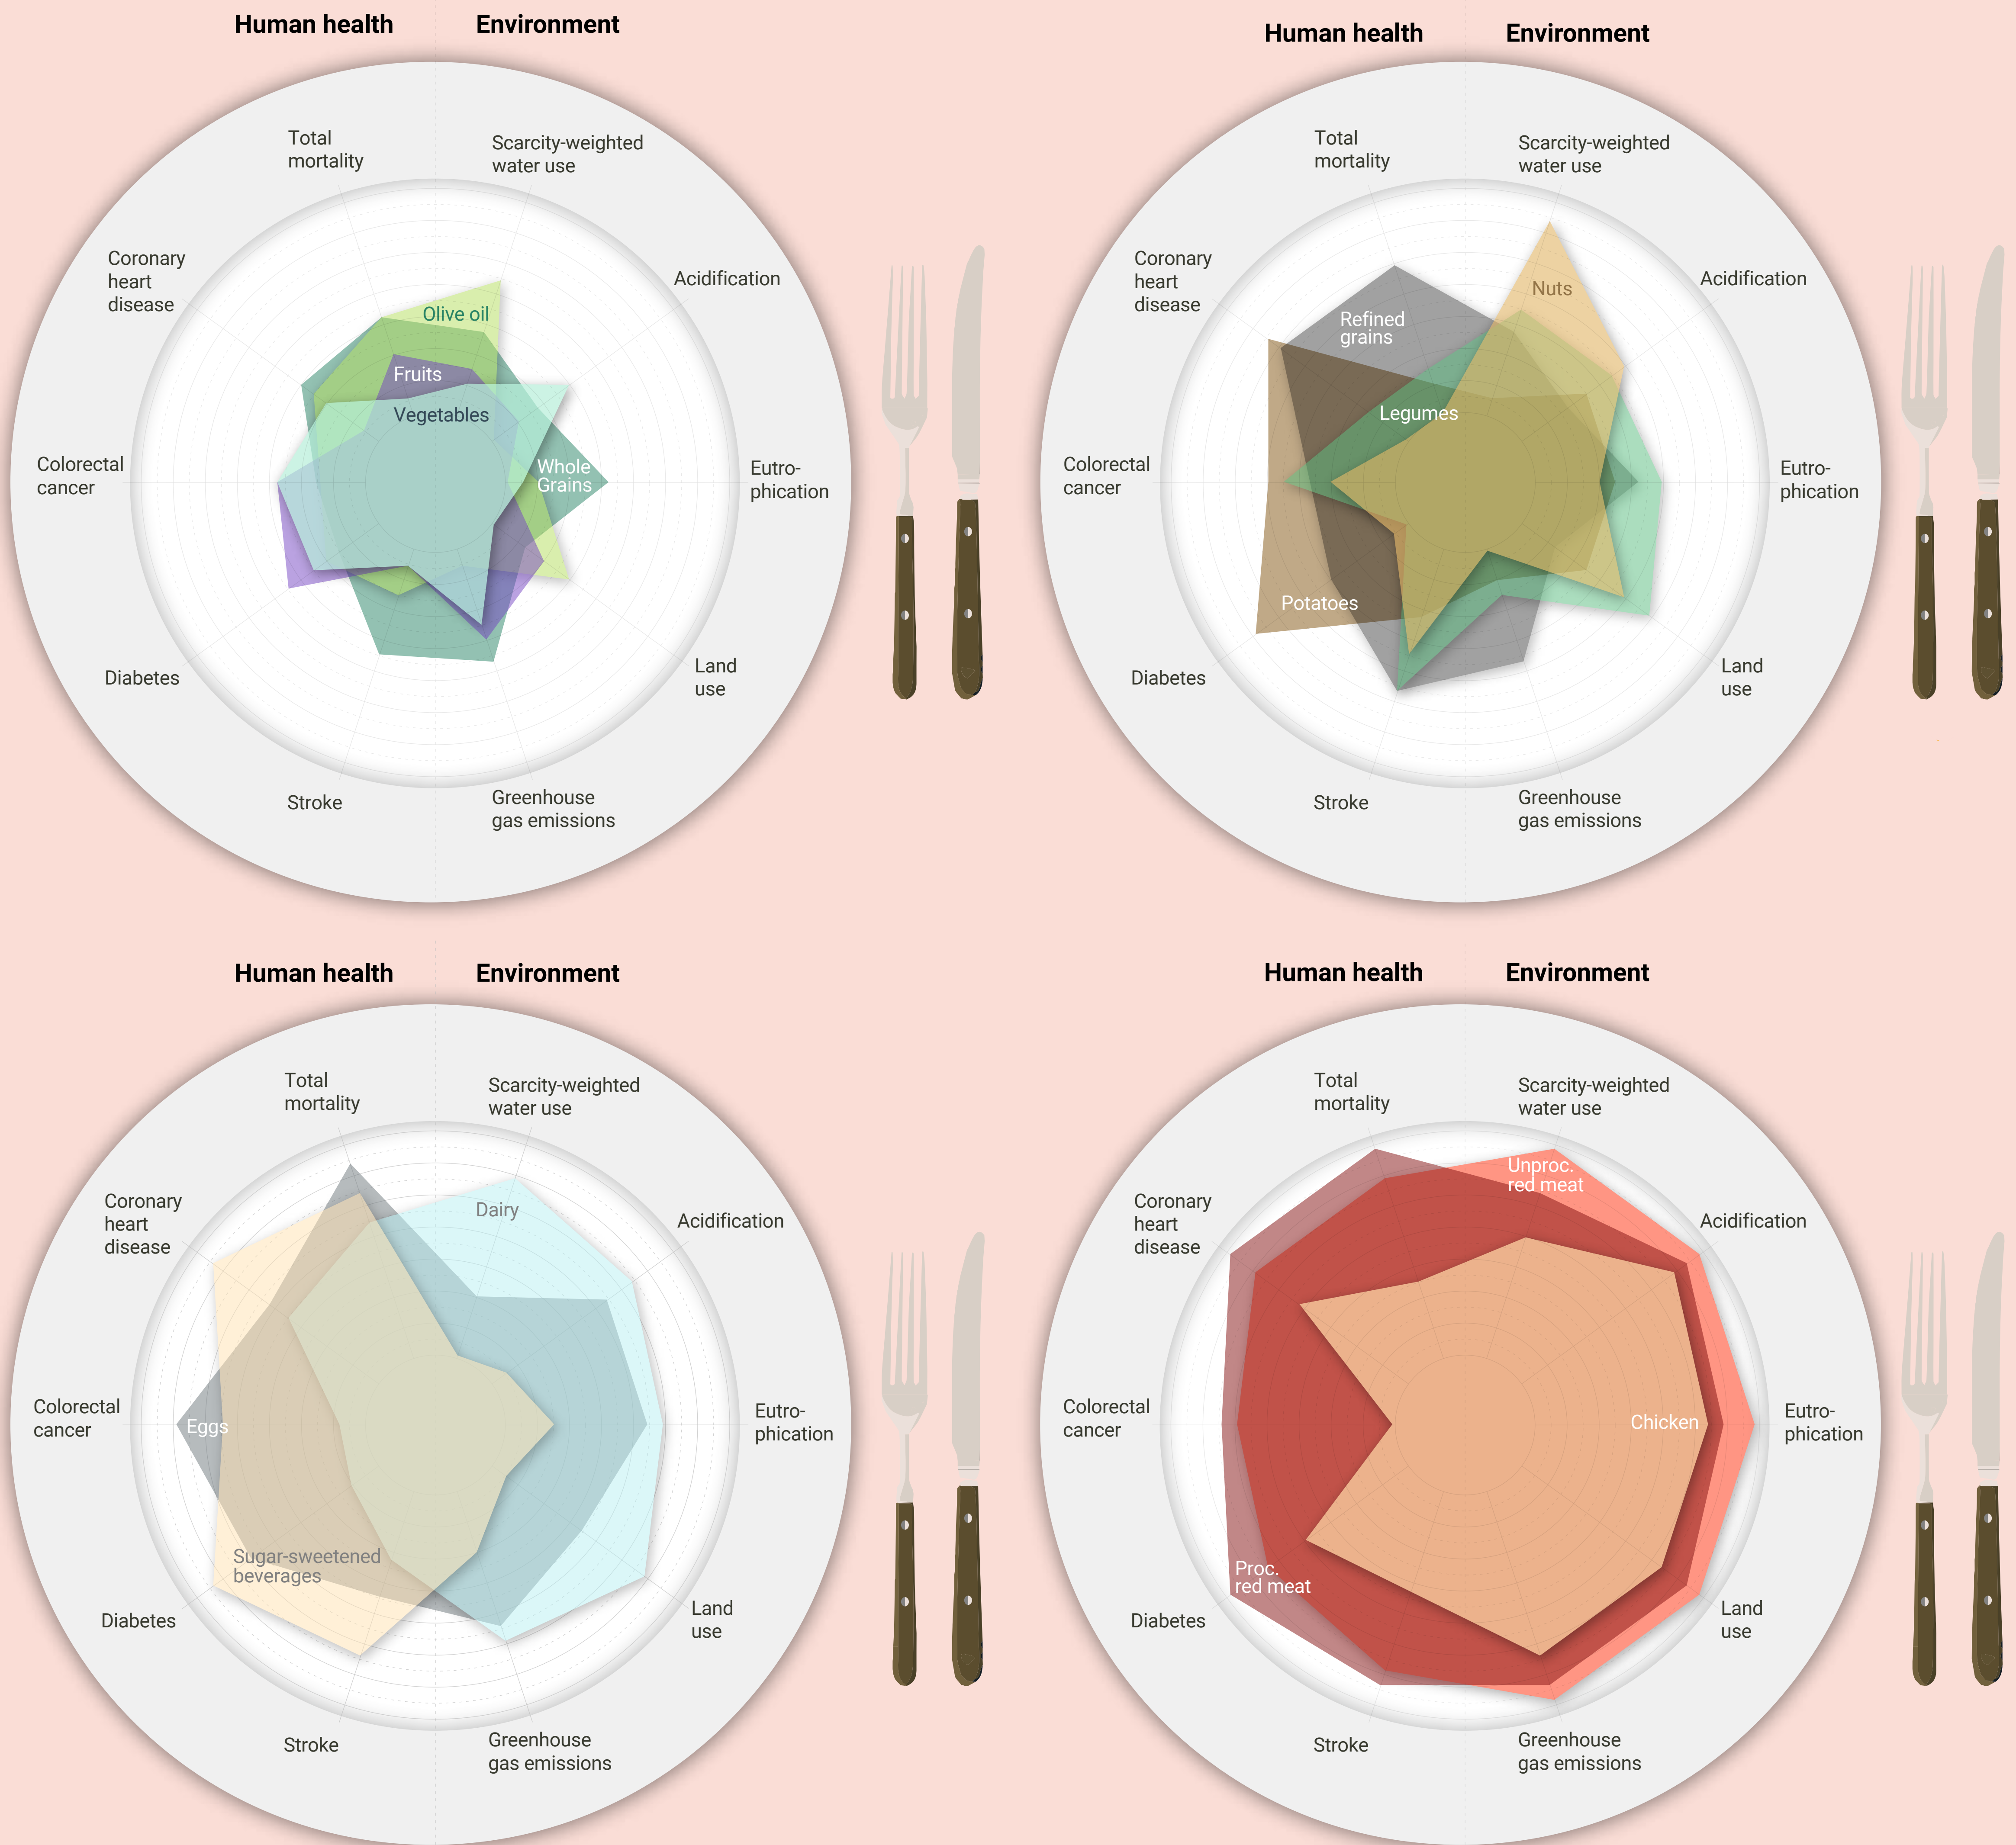 Human health
Environment
Total
mortality
Scarcity-weighted
water use
Coronary
heart
disease
Acidification
Olive oil
Fruits
Vegetables
Colorectal
cancer
Whole
Grains
Eutro-
phication
Diabetes
Land
use
Stroke
Greenhouse
gas emissions
Human health
Environment
Total
mortality
Scarcity-weighted
water use
Coronary
heart
disease
Acidification
Nuts
Refined
grains
Legumes
Colorectal
cancer
Eutro-
phication
Potatoes
Diabetes
Land
use
Stroke
Greenhouse
gas emissions
Human health
Environment
Total
mortality
Scarcity-weighted
water use
Coronary
heart
disease
Dairy
Acidification
Colorectal
cancer
Eggs
Eutro-
phication
Sugar-sweetened
beverages
Diabetes
Land
use
Stroke
Greenhouse
gas emissions
Human health
Environment
Total
mortality
Scarcity-weighted
water use
Unproc.
red meat
Coronary
heart
disease
Acidification
Colorectal
cancer
Chicken
Eutro-
phication
Proc.
red meat
Diabetes
Land
use
Stroke
Greenhouse
gas emissions